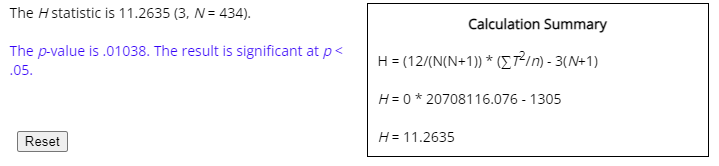 The H statistic is 11.2635 (3, N = 434).
The p-value is .01038. The result is significant at p <
.05.
Reset
Calculation Summary
H = (12/(N(N+1)) * (∑T²/n) - 3(N+1)
H = 0 * 20708116.076 - 1305
H = 11.2635